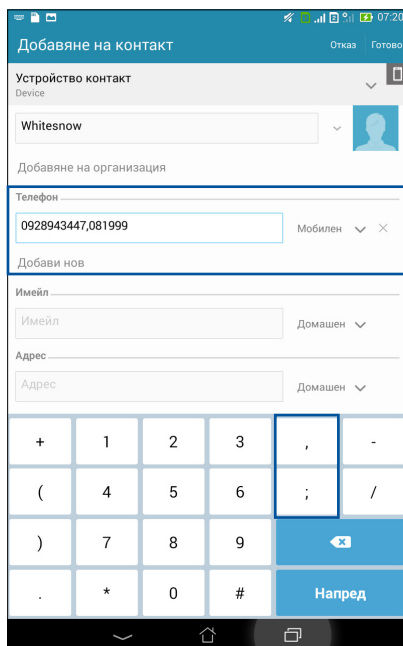 07:20
Добавяне на контакт Отказ Готово
Устройство контакт
Device
Whitesnow
Добавяне на организация
Телефон
0928943447,081999 Мобилен
Добави нов
Имейл
Имейл Домашен
Адрес
Адрес Домашен
+ 1 2 3 , -
( 4 5 6 ; /
) 7 8 9
. * 0 # Напред